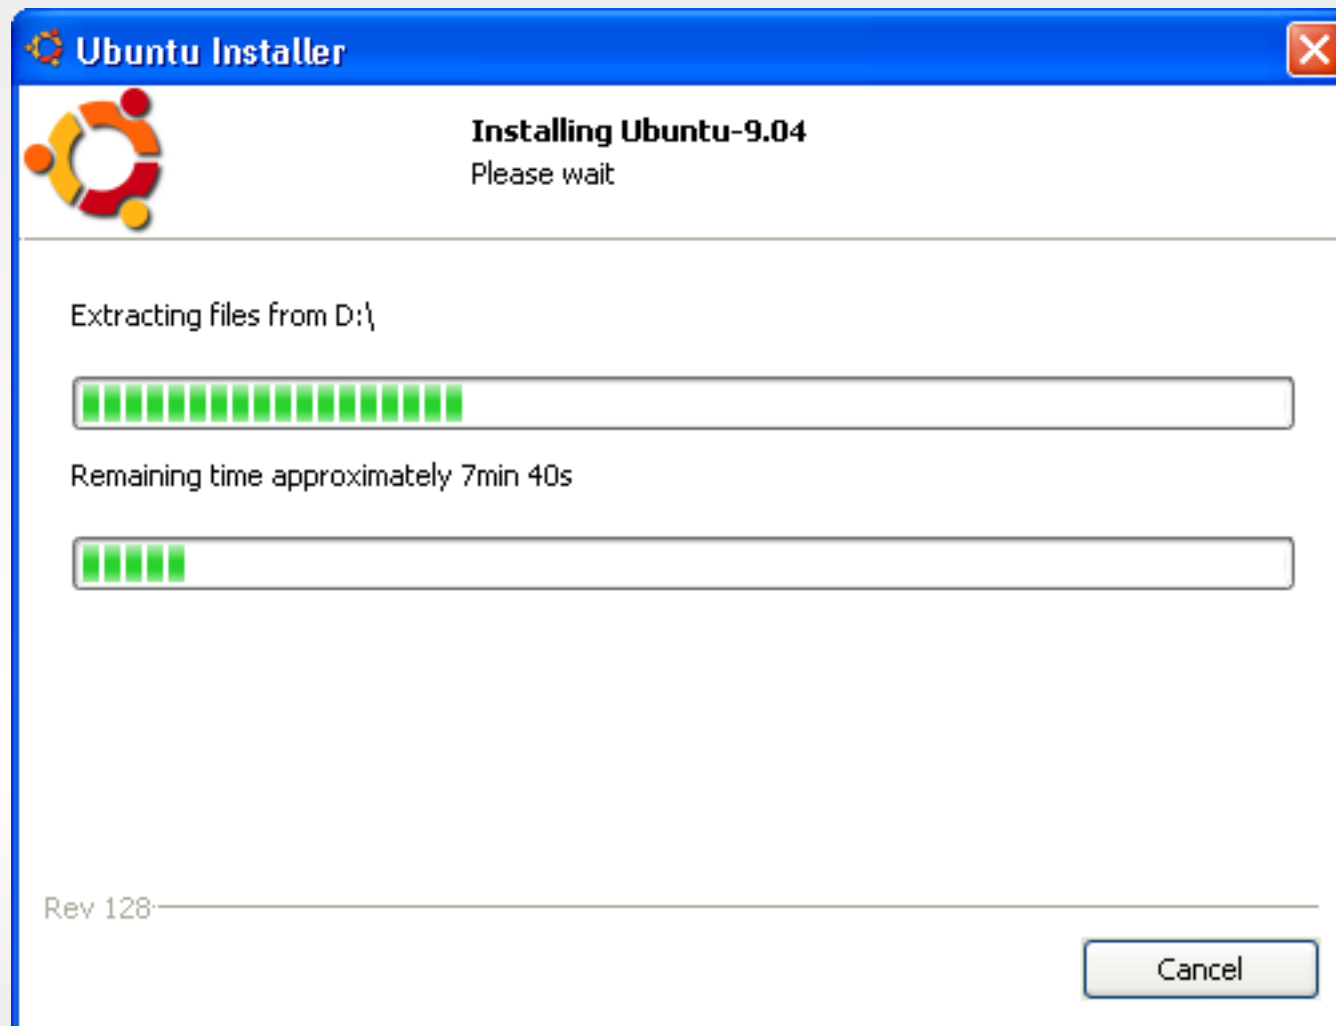 Ubuntu Installer
Installing Ubuntu-9.04
Please wait
Extracting files from D:\
Remaining time approximately 7min 40s
Rev 128
Cancel